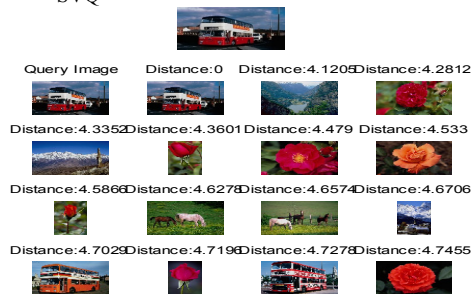 SVQ
Query Image Distance:0 Distance:4.1205 Distance:4.2812
Distance:4.3352 Distance:4.3601 Distance:4.479 Distance:4.533
Distance:4.5866 Distance:4.6278 Distance:4.6574 Distance:4.6706
Distance:4.7029 Distance:4.7196 Distance:4.7278 Distance:4.7455